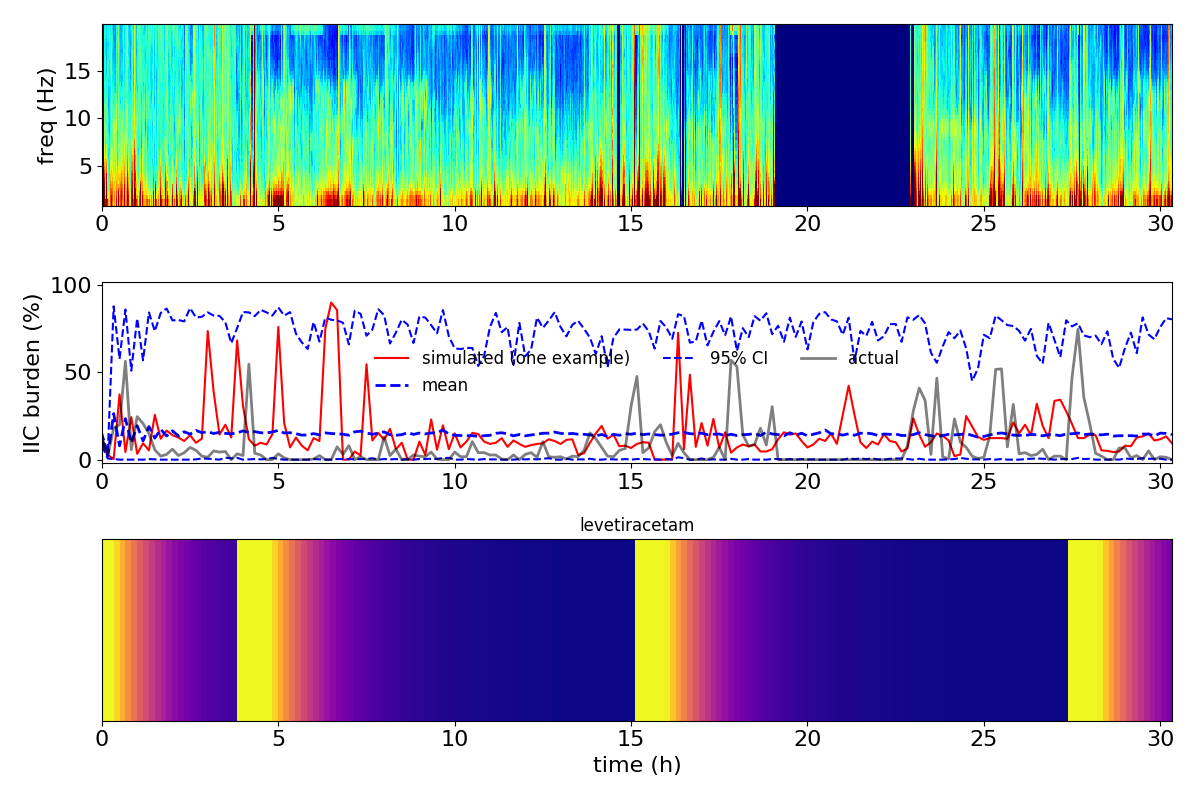 freq (Hz)
15
10
5
0 5 10 15 20 25 30
IIC burden (%)
100
50
0
simulated (one example) 95% CI actual
mean
0 5 10 15 20 25 30
levetiracetam
0 5 10 15 20 25 30
time (h)